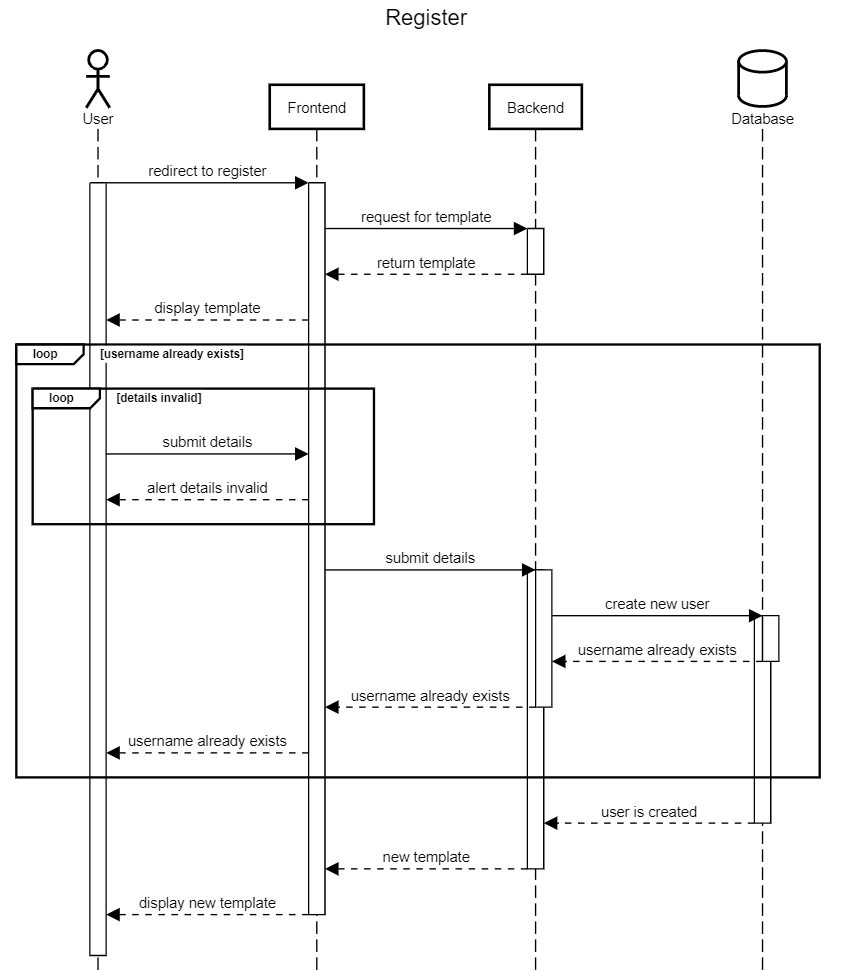 Register
User
Frontend
Backend
Database
redirect to register
request for template
return template
display template
loop
[username already exists]
loop
[details invalid]
submit details
alert details invalid
submit details
create new user
username already exists
username already exists
username already exists
user is created
new template
display new template